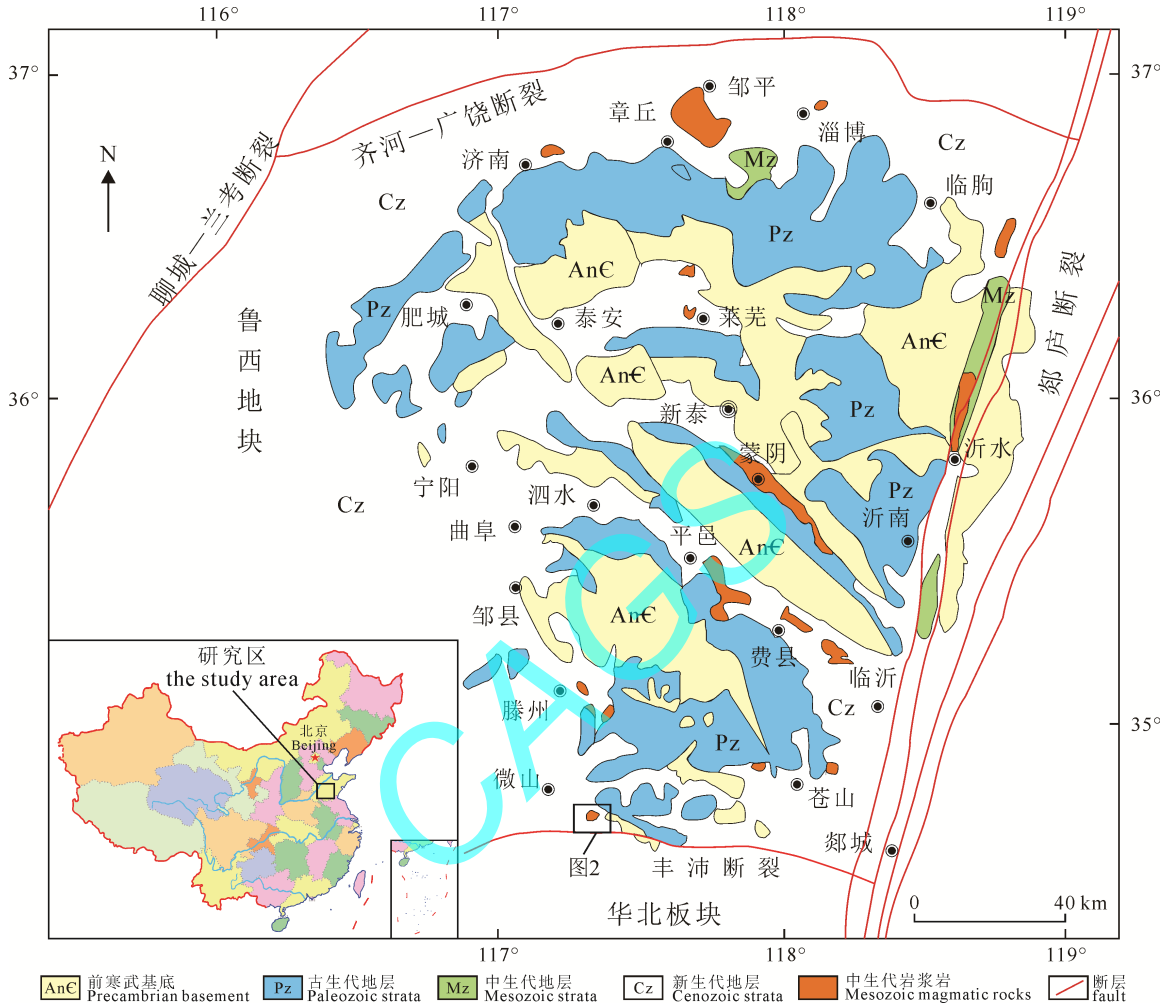 116°
117°
118°
119°
37°
37°
邹平
章丘
淄博
齐河—广饶断裂
济南
Mz
Cz
N
Cz
临朐
聊城—兰考断裂
Pz
AnЄ
郯庐断裂
Mz
Pz
肥城
泰安
莱芜
鲁西地块
AnЄ
AnЄ
36°
36°
新泰
Pz
蒙阴
沂水
宁阳
泗水
Pz
Cz
曲阜
沂南
平邑
AnЄ
邹县
AnЄ
费县
研究区
the study area
临沂
滕州
Cz
北京
Beijing
35°
Pz
微山
苍山
图2
丰沛断裂
郯城
华北板块
0
40 km
CAGS
117°
118°
119°
AnЄ
前寒武基底
Precambrian basement
Pz
古生代地层
Paleozoic strata
Mz
中生代地层
Mesozoic strata
Cz
新生代地层
Cenozoic strata
中生代岩浆岩
Mesozoic magmatic rocks
断层
fault